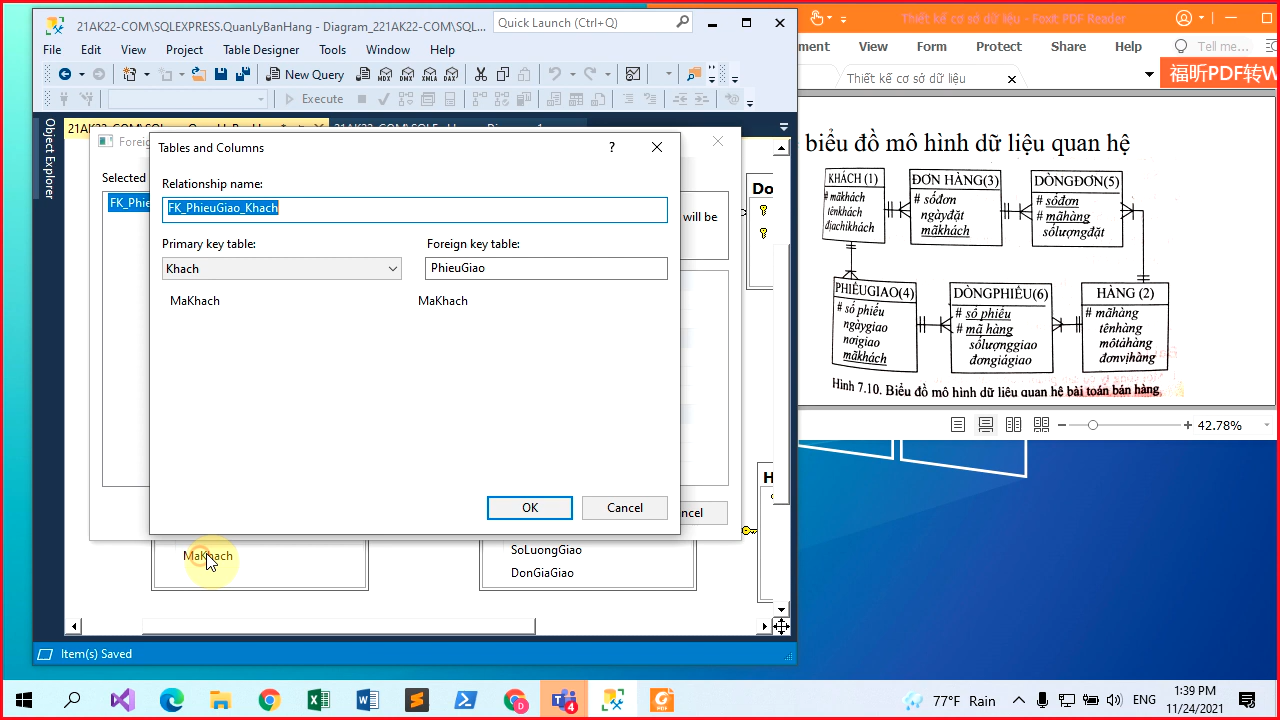 21AK22-COM\SQLEXPRESS.QuanLyBanHang - Diagram_221AK22-COM\SQL...
Quick Launch (Ctrl+Q)
File Edit View Project Table Designer Tools Window Help
New Query
Execute
Object Explorer
Tables and Columns
?
Selected
FK_Phie
Relationship name:
FK_PhieuGiao_Khach
Primary key table:
Foreign key table:
Khach
PhieuGiao
MaKhach
MaKhach
will be
OK
Cancel
ncel
Do
H
MaKhach
SoLuongGiao
DonGiaGiao
Item(s) Saved
Thiết kế cơ sở dữ liệu - Foxit PDF Reader
ment View Form Protect Share Help
Tell me...
Thiết kế cơ sở dữ liệu
福昕PDF转W
biểu đồ mô hình dữ liệu quan hệ
KHÁCH (1)
# mãkhách
tênkhách
địachikhách
ĐƠN HÀNG(3)
# sốđơn
ngàyđặt
mãkhách
DÒNGĐƠN(5)
# sốđơn
# mãhàng
sốlượngđặt
PHIẾUGIAO(4)
# số phiếu
ngàygiao
nơigiao
mãkhách
DÒNGPHIẾU(6)
# số phiếu
# mã hàng
sốlượnggiao
đơngiágiao
HÀNG (2)
# mãhàng
tênhàng
môtảhàng
đơnvịhàng
Hình 7.10. Biểu đồ mô hình dữ liệu quan hệ bài toán bán hàng
42.78%
77°F Rain
ENG
1:39 PM
11/24/2021